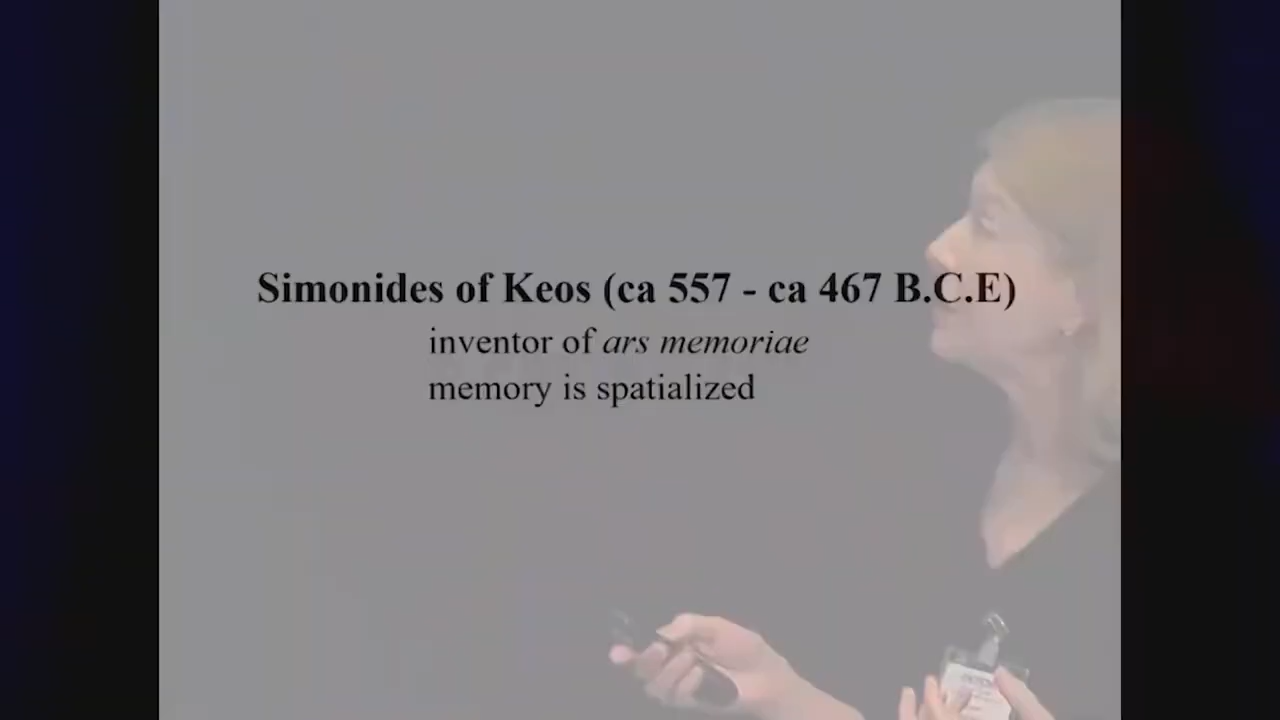 Simonides of Keos (ca 557 - ca 467 B.C.E)
inventor of ars memoriae
memory is spatialized